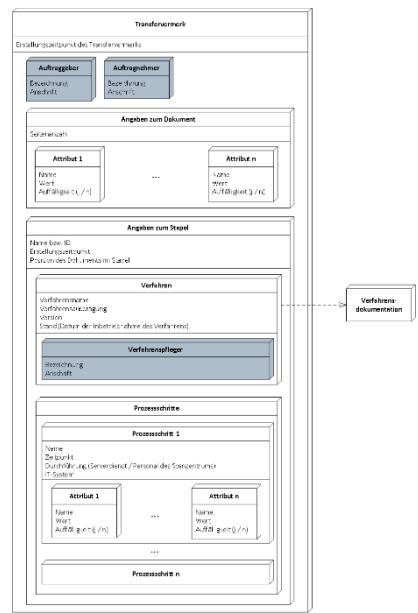 Transfervermerk
Erstellungszeitpunkt des Transfervermerks
Auftraggeber
Bezeichnung
Anschrift
Auftragnehmer
Bezeichnung
Anschrift
Angaben zum Dokument
Seitenanzahl
Attribut 1
Name
Wert
Auffälligkeit (j / n)
...
Attribut n
Name
Wert
Auffälligkeit (j / n)
Angaben zum Stapel
Name bzw. ID
Erstellungszeitpunkt
Position des Dokuments im Stapel
Verfahren
Verfahrensname
Verfahrensausprägung
Version
Stand (Datum der Inbetriebnahme des Verfahrens)
Verfahrenspfleger
Bezeichnung
Anschrift
Verfahrens-
dokumentation
Prozessschritte
Prozessschritt 1
Name
Zeitpunkt
Durchführung (Serverdienst / Personal des Scanzentrums)
IT-System
Attribut 1
Name
Wert
Auffälligkeit (j / n)
...
Attribut n
Name
Wert
Auffälligkeit (j / n)
...
Prozessschritt n